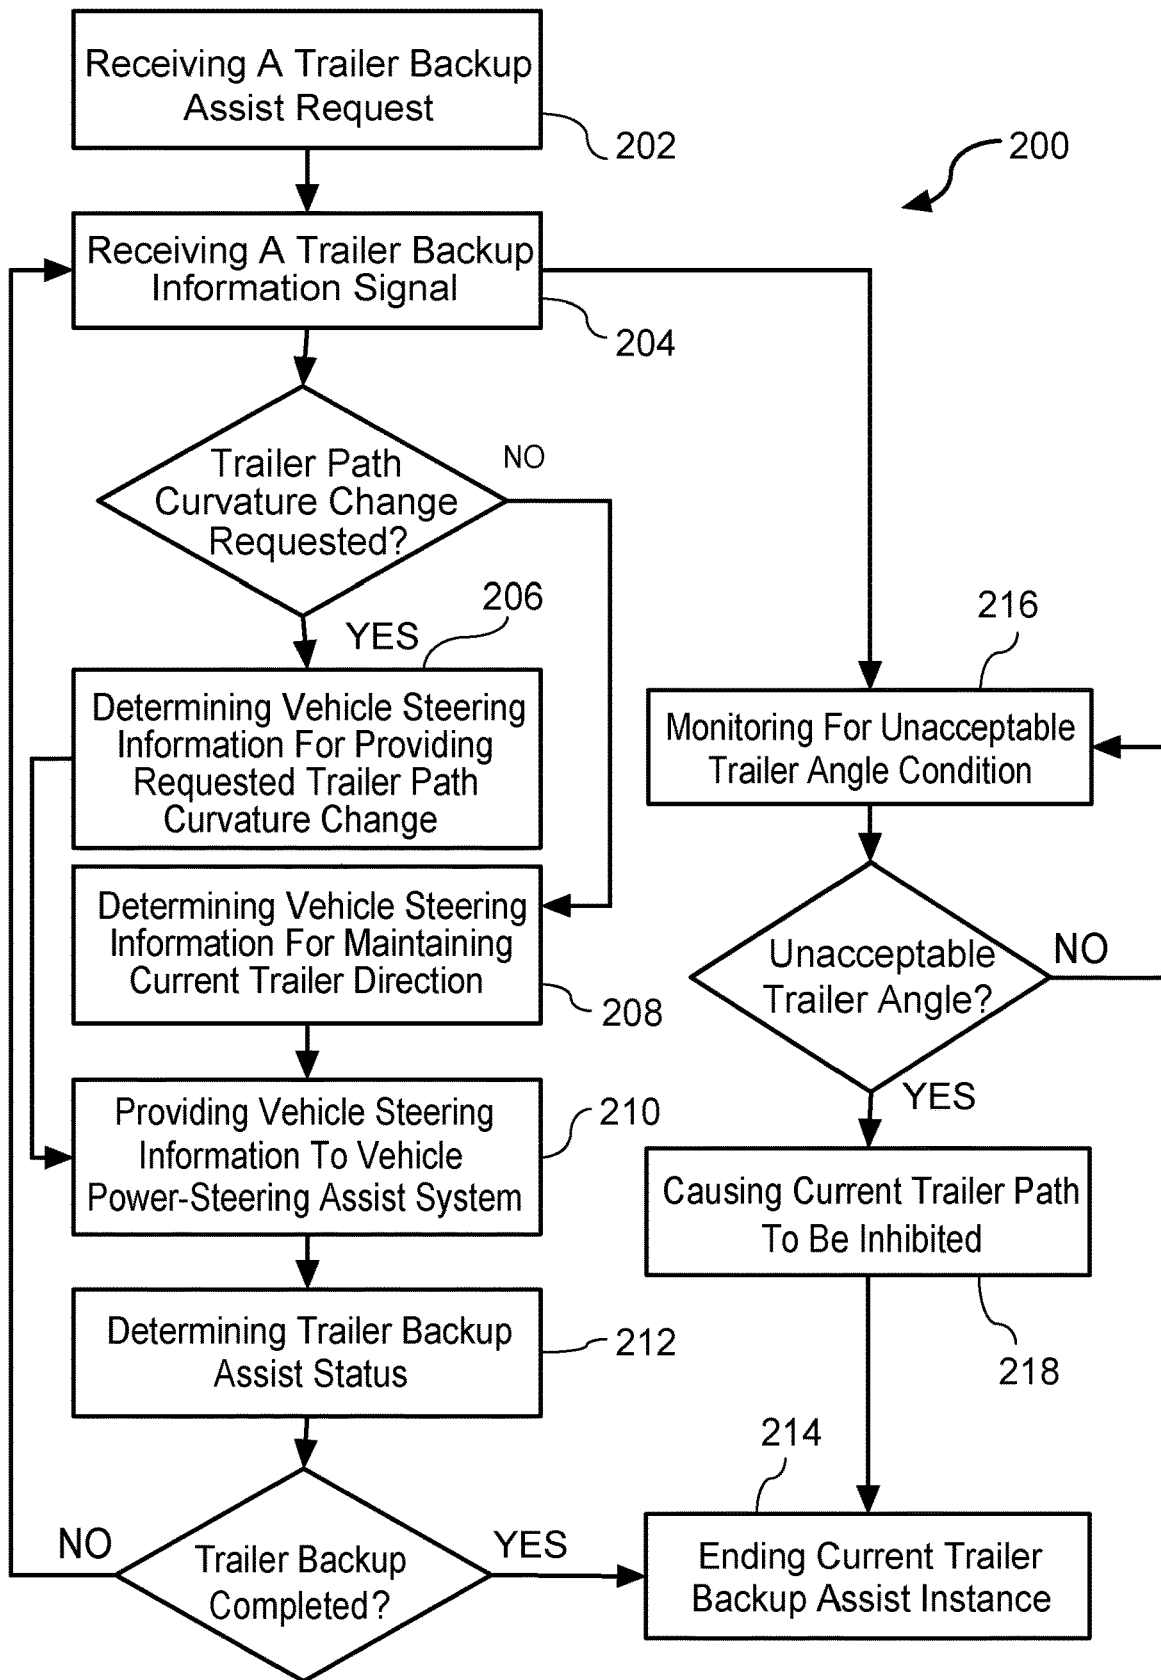 Receiving A Trailer Backup
Assist Request
202
200
Receiving A Trailer Backup
Information Signal
204
Trailer Path
Curvature Change
Requested?
NO
YES
206
Determining Vehicle Steering
Information For Providing
Requested Trailer Path
Curvature Change
Determining Vehicle Steering
Information For Maintaining
Current Trailer Direction
208
Providing Vehicle Steering
Information To Vehicle
Power-Steering Assist System
210
Determining Trailer Backup
Assist Status
212
Trailer Backup
Completed?
NO
YES
216
Monitoring For Unacceptable
Trailer Angle Condition
Unacceptable
Trailer Angle?
NO
YES
Causing Current Trailer Path
To Be Inhibited
218
214
Ending Current Trailer
Backup Assist Instance